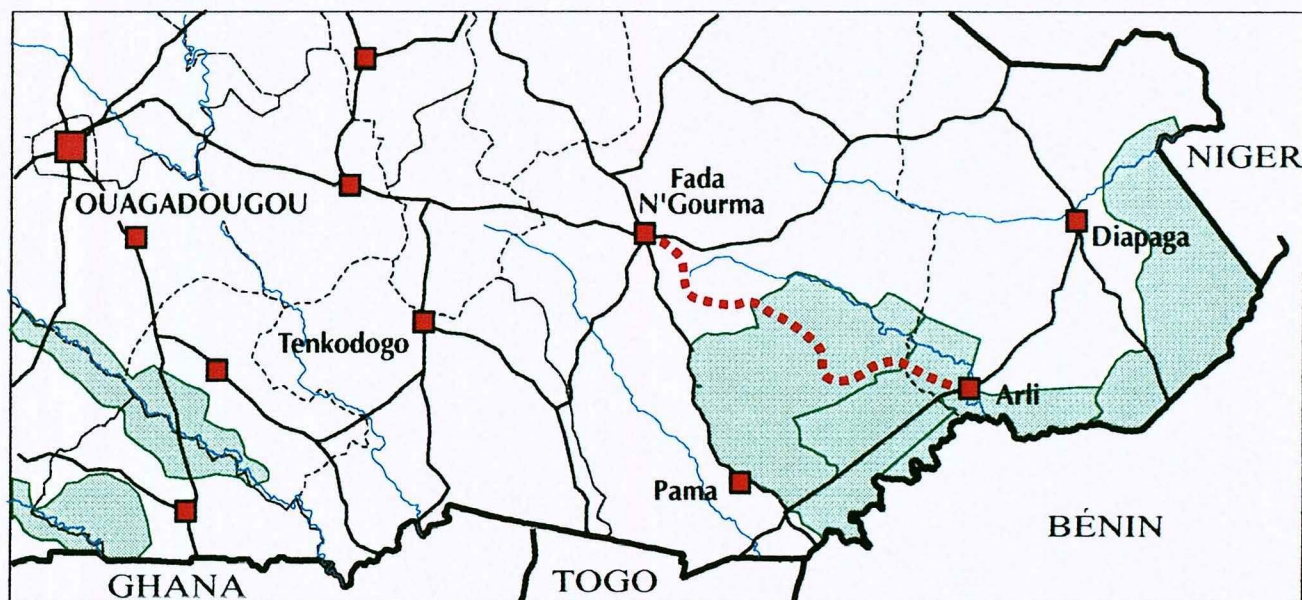 NIGER
Fada
N'Gourma
OUAGADOUGOU
Diapaga
Tenkodogo
Arli
Pama
BÉNIN
GHANA
TOGO